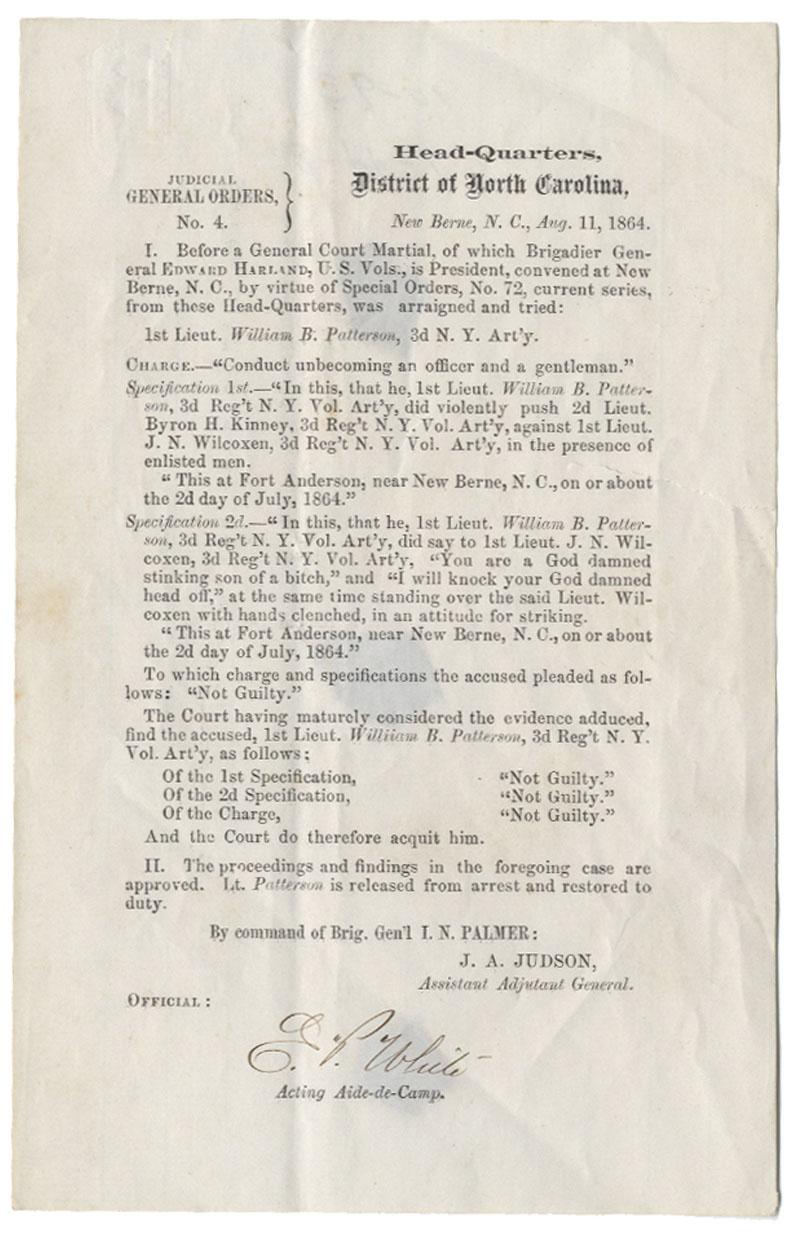 Head-Quarters,
JUDICIAL
GENERAL ORDERS,
No. 4.
District of North Carolina,
New Berne, N. C., Aug. 11, 1864.
I. Before a General Court Martial, of which Brigadier Gen-
eral EDWARD HARLAND, U. S. Vols., is President, convened at New
Berne, N. C., by virtue of Special Orders, No. 72, current series,
from these Head-Quarters, was arraigned and tried:
1st Lieut. William B. Patterson, 3d N. Y. Art'y.
CHARGE.—"Conduct unbecoming an officer and a gentleman."
Specification 1st.—"In this, that he, 1st Lieut. William B. Patter-
son, 3d Reg't N. Y. Vol. Art'y, did violently push 2d Lieut.
Byron H. Kinney, 3d Reg't N. Y. Vol. Art'y, against 1st Lieut.
J. N. Wilcoxen, 3d Reg't N. Y. Vol. Art'y, in the presence of
enlisted men.
"This at Fort Anderson, near New Berne, N. C., on or about
the 2d day of July, 1864."
Specification 2d.—"In this, that he, 1st Lieut. William B. Patter-
son, 3d Reg't N. Y. Vol. Art'y, did say to 1st Lieut. J. N. Wil-
coxen, 3d Reg't N. Y. Vol. Art'y, "You are a God damned
stinking son of a bitch," and "I will knock your God damned
head off," at the same time standing over the said Lieut. Wil-
coxen with hands clenched, in an attitude for striking.
"This at Fort Anderson, near New Berne, N. C., on or about
the 2d day of July, 1864."
To which charge and specifications the accused pleaded as fol-
lows: "Not Guilty."
The Court having maturely considered the evidence adduced,
find the accused, 1st Lieut. Williiam B. Patterson, 3d Reg't N. Y.
Vol. Art'y, as follows:
Of the 1st Specification, "Not Guilty."
Of the 2d Specification, "Not Guilty."
Of the Charge, "Not Guilty."
And the Court do therefore acquit him.
II. The proceedings and findings in the foregoing case are
approved. Lt. Patterson is released from arrest and restored to
duty.
By command of Brig. Gen'l I. N. PALMER:
J. A. JUDSON,
Assistant Adjutant General.
OFFICIAL:
E. P. White
Acting Aide-de-Camp.